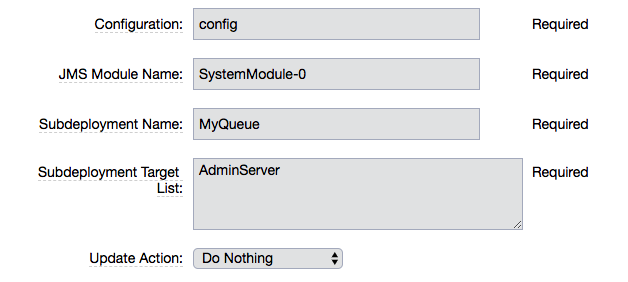 Configuration: config Required
JMS Module Name: SystemModule-0 Required
Subdeployment Name: MyQueue Required
Subdeployment Target AdminServer Required
List:
Update Action: Do Nothing